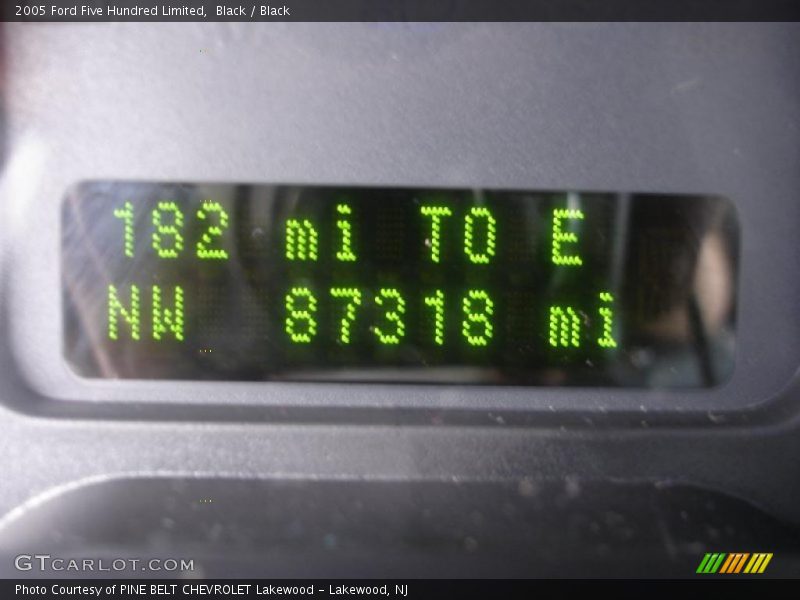 2005 Ford Five Hundred Limited,  Black / Black
182 mi TO E
NW 87318 mi
GTCARLOT.COM
Photo Courtesy of PINE BELT CHEVROLET Lakewood - Lakewood, NJ